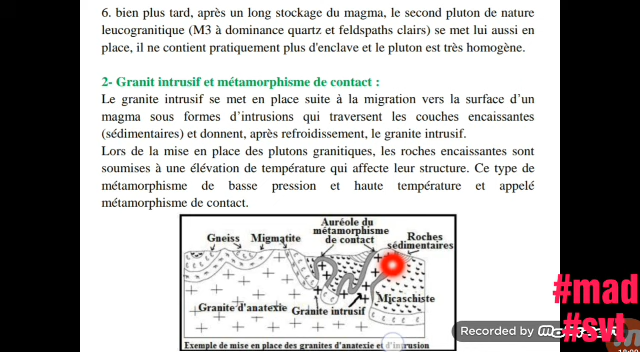 6. bien plus tard, après un long stockage du magma, le second pluton de nature
leucogranitique (M3 à dominance quartz et feldspaths clairs) se met lui aussi en
place, il ne contient pratiquement plus d'enclave et le pluton est très homogène.
2- Granit intrusif et métamorphisme de contact :
Le granite intrusif se met en place suite à la migration vers la surface d'un
magma sous formes d'intrusions qui traversent les couches encaissantes
(sédimentaires) et donnent, après refroidissement, le granite intrusif.
Lors de la mise en place des plutons granitiques, les roches encaissantes sont
soumises à une élévation de température qui affecte leur structure. Ce type de
métamorphisme de basse pression et haute température et appelé
métamorphisme de contact.
Auréole du
métamorphisme
de contact
Gneiss Migmatite
Roches
sédimentaires
Granite d'anatexie
Granite intrusif
Micaschiste
Exemple de mise en place des granites d'anatexie et d'intrusion
#mad
#svt
Recorded by